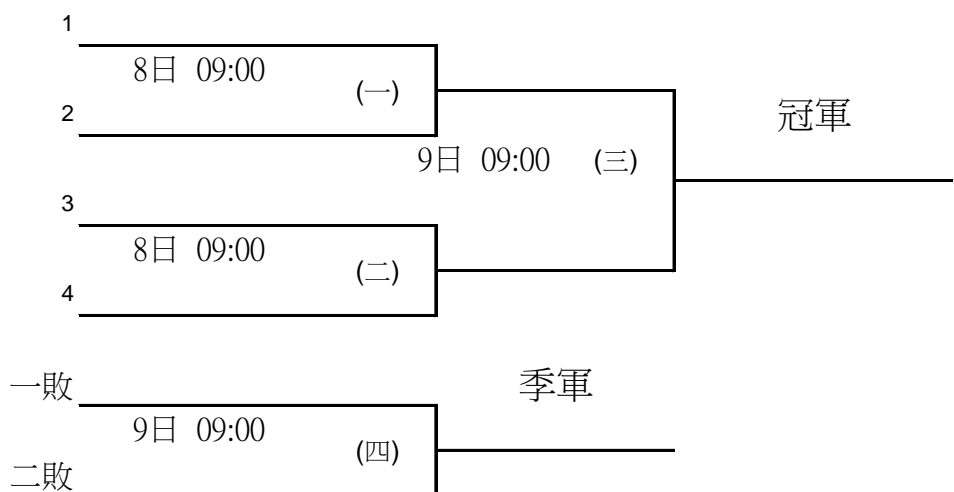 1
8日 09:00
(一)
2
冠軍
9日 09:00 (三)
3
8日 09:00
(二)
4
一敗
季軍
9日 09:00
(四)
二敗